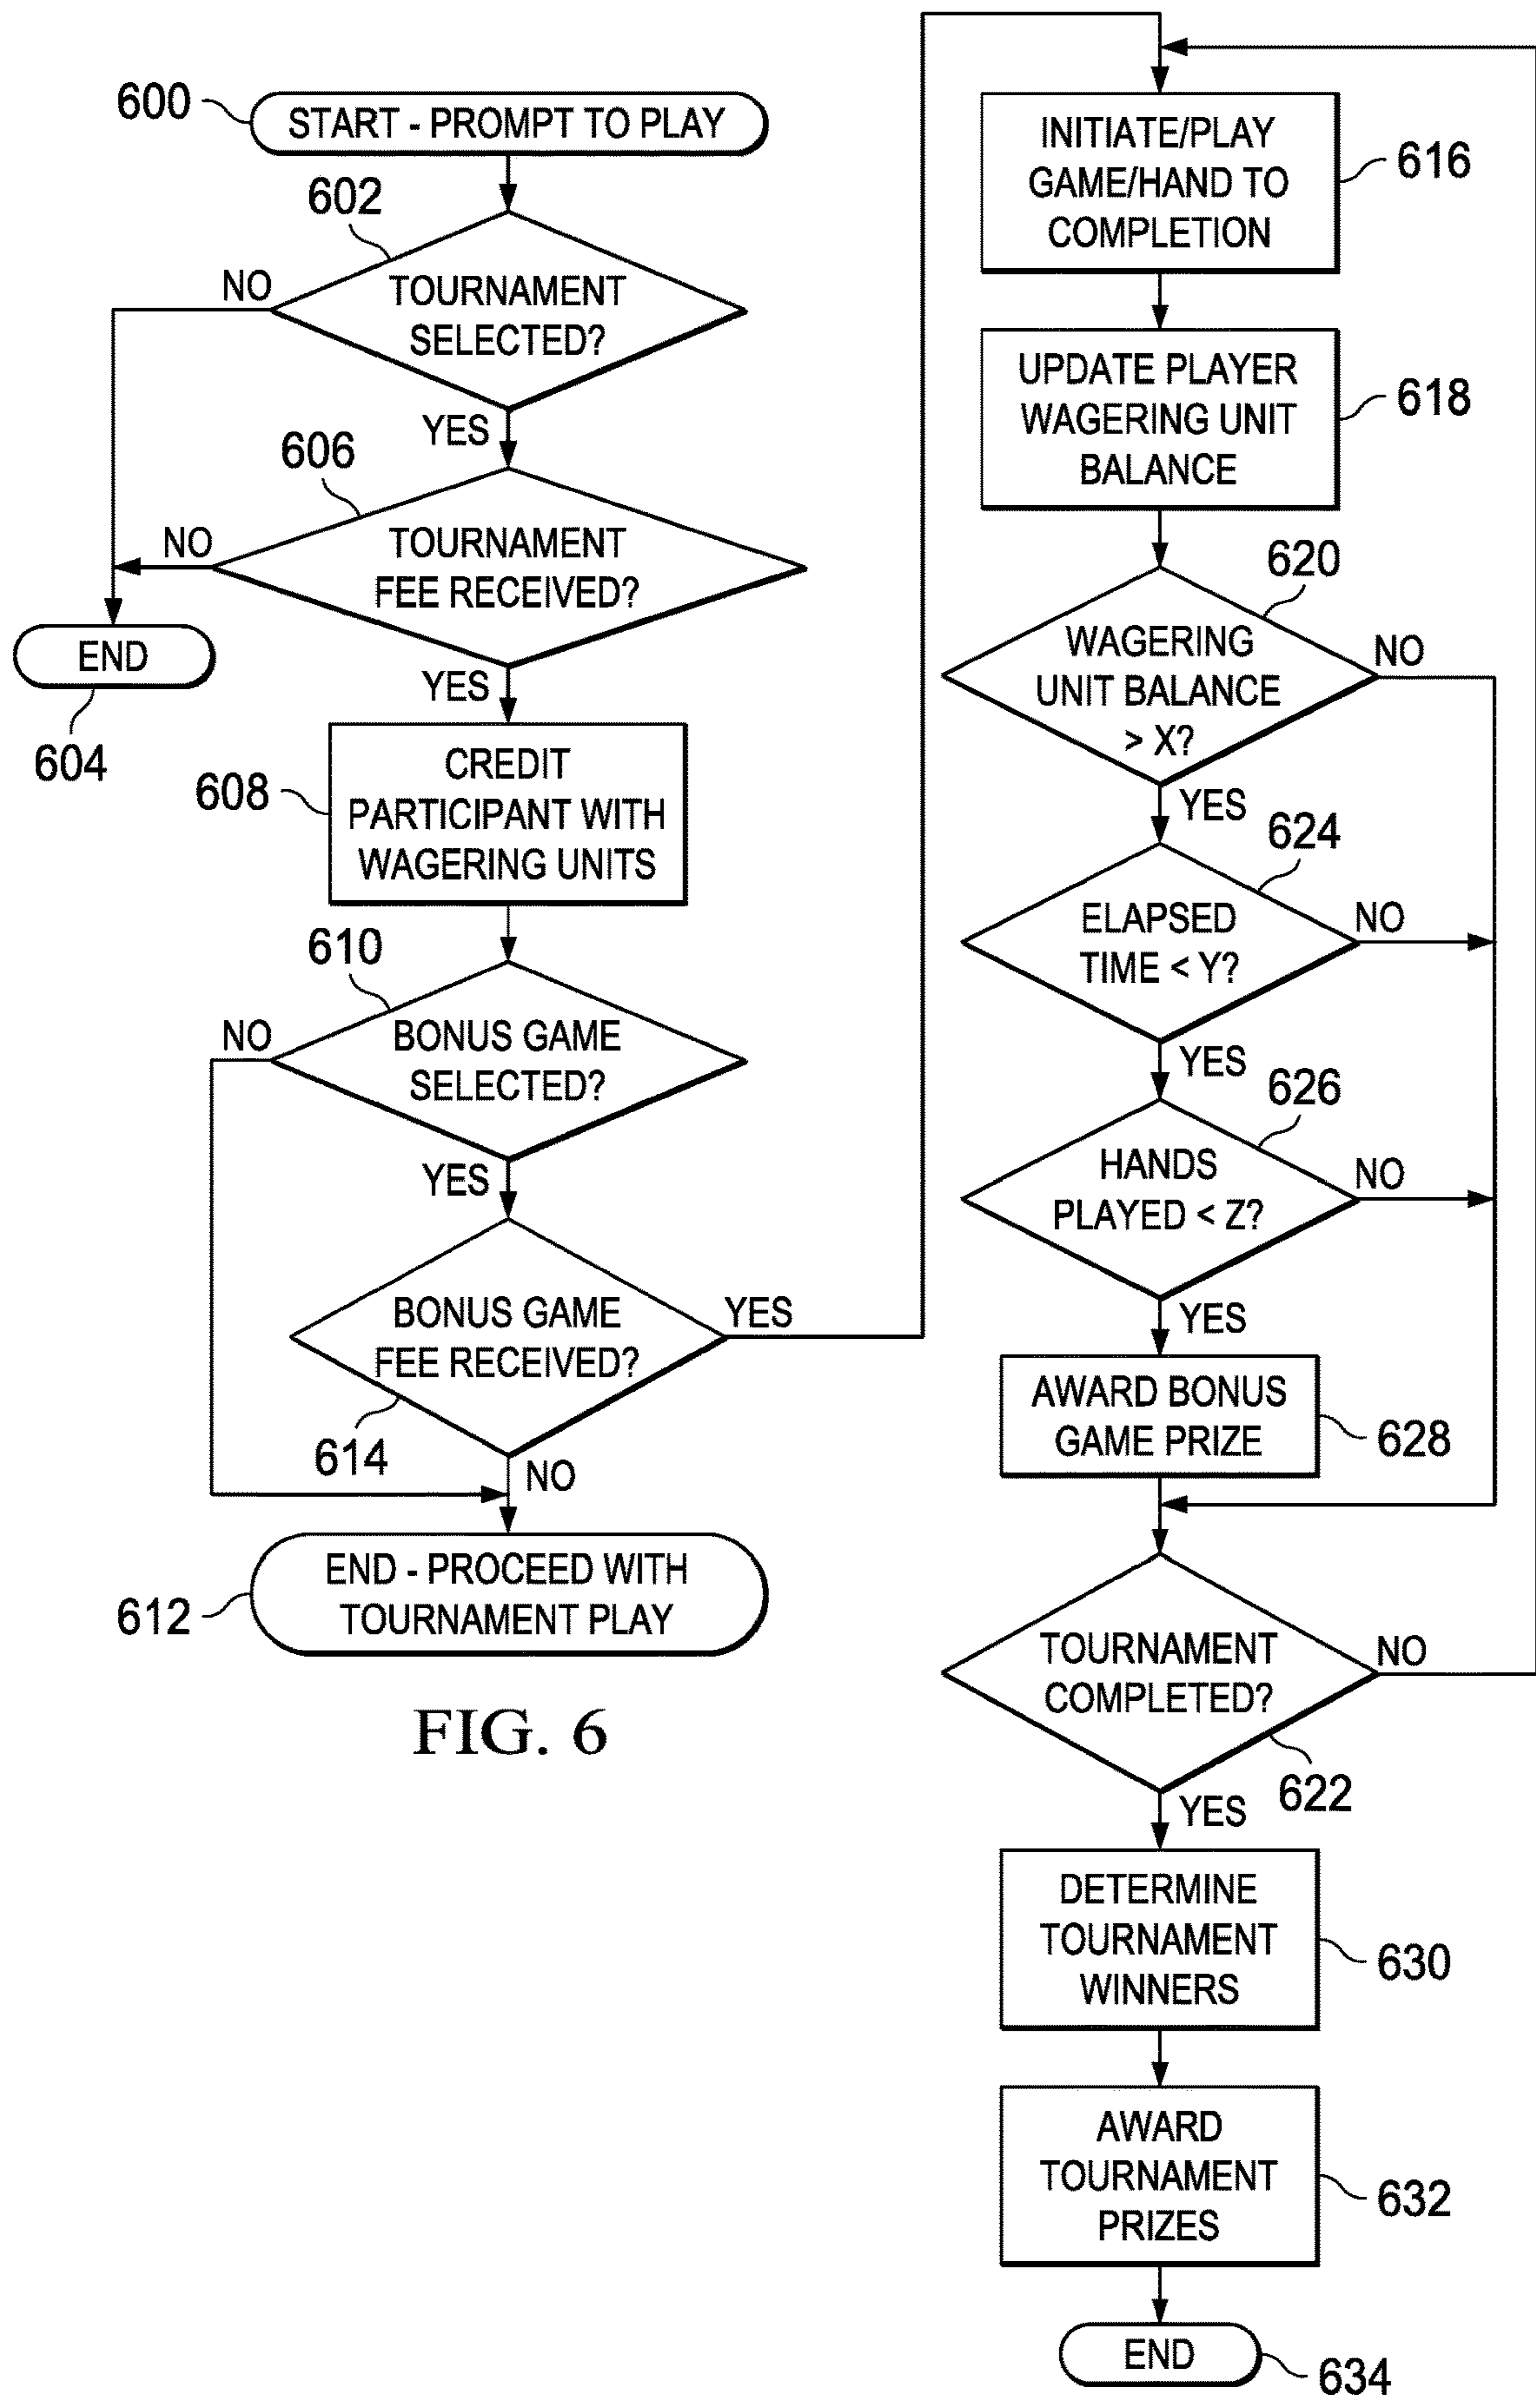 600
START - PROMPT TO PLAY
602
NO
TOURNAMENT
SELECTED?
YES
606
NO
TOURNAMENT
FEE RECEIVED?
END
604
YES
608
CREDIT
PARTICIPANT WITH
WAGERING UNITS
610
NO
BONUS GAME
SELECTED?
YES
BONUS GAME
FEE RECEIVED?
YES
614
NO
612
END - PROCEED WITH
TOURNAMENT PLAY
FIG. 6
INITIATE/PLAY
GAME/HAND TO
COMPLETION
616
UPDATE PLAYER
WAGERING UNIT
BALANCE
618
620
WAGERING
UNIT BALANCE
> X?
NO
YES
624
ELAPSED
TIME < Y?
NO
YES
626
HANDS
PLAYED < Z?
NO
YES
AWARD BONUS
GAME PRIZE
628
TOURNAMENT
COMPLETED?
NO
622
YES
DETERMINE
TOURNAMENT
WINNERS
630
AWARD
TOURNAMENT
PRIZES
632
END
634